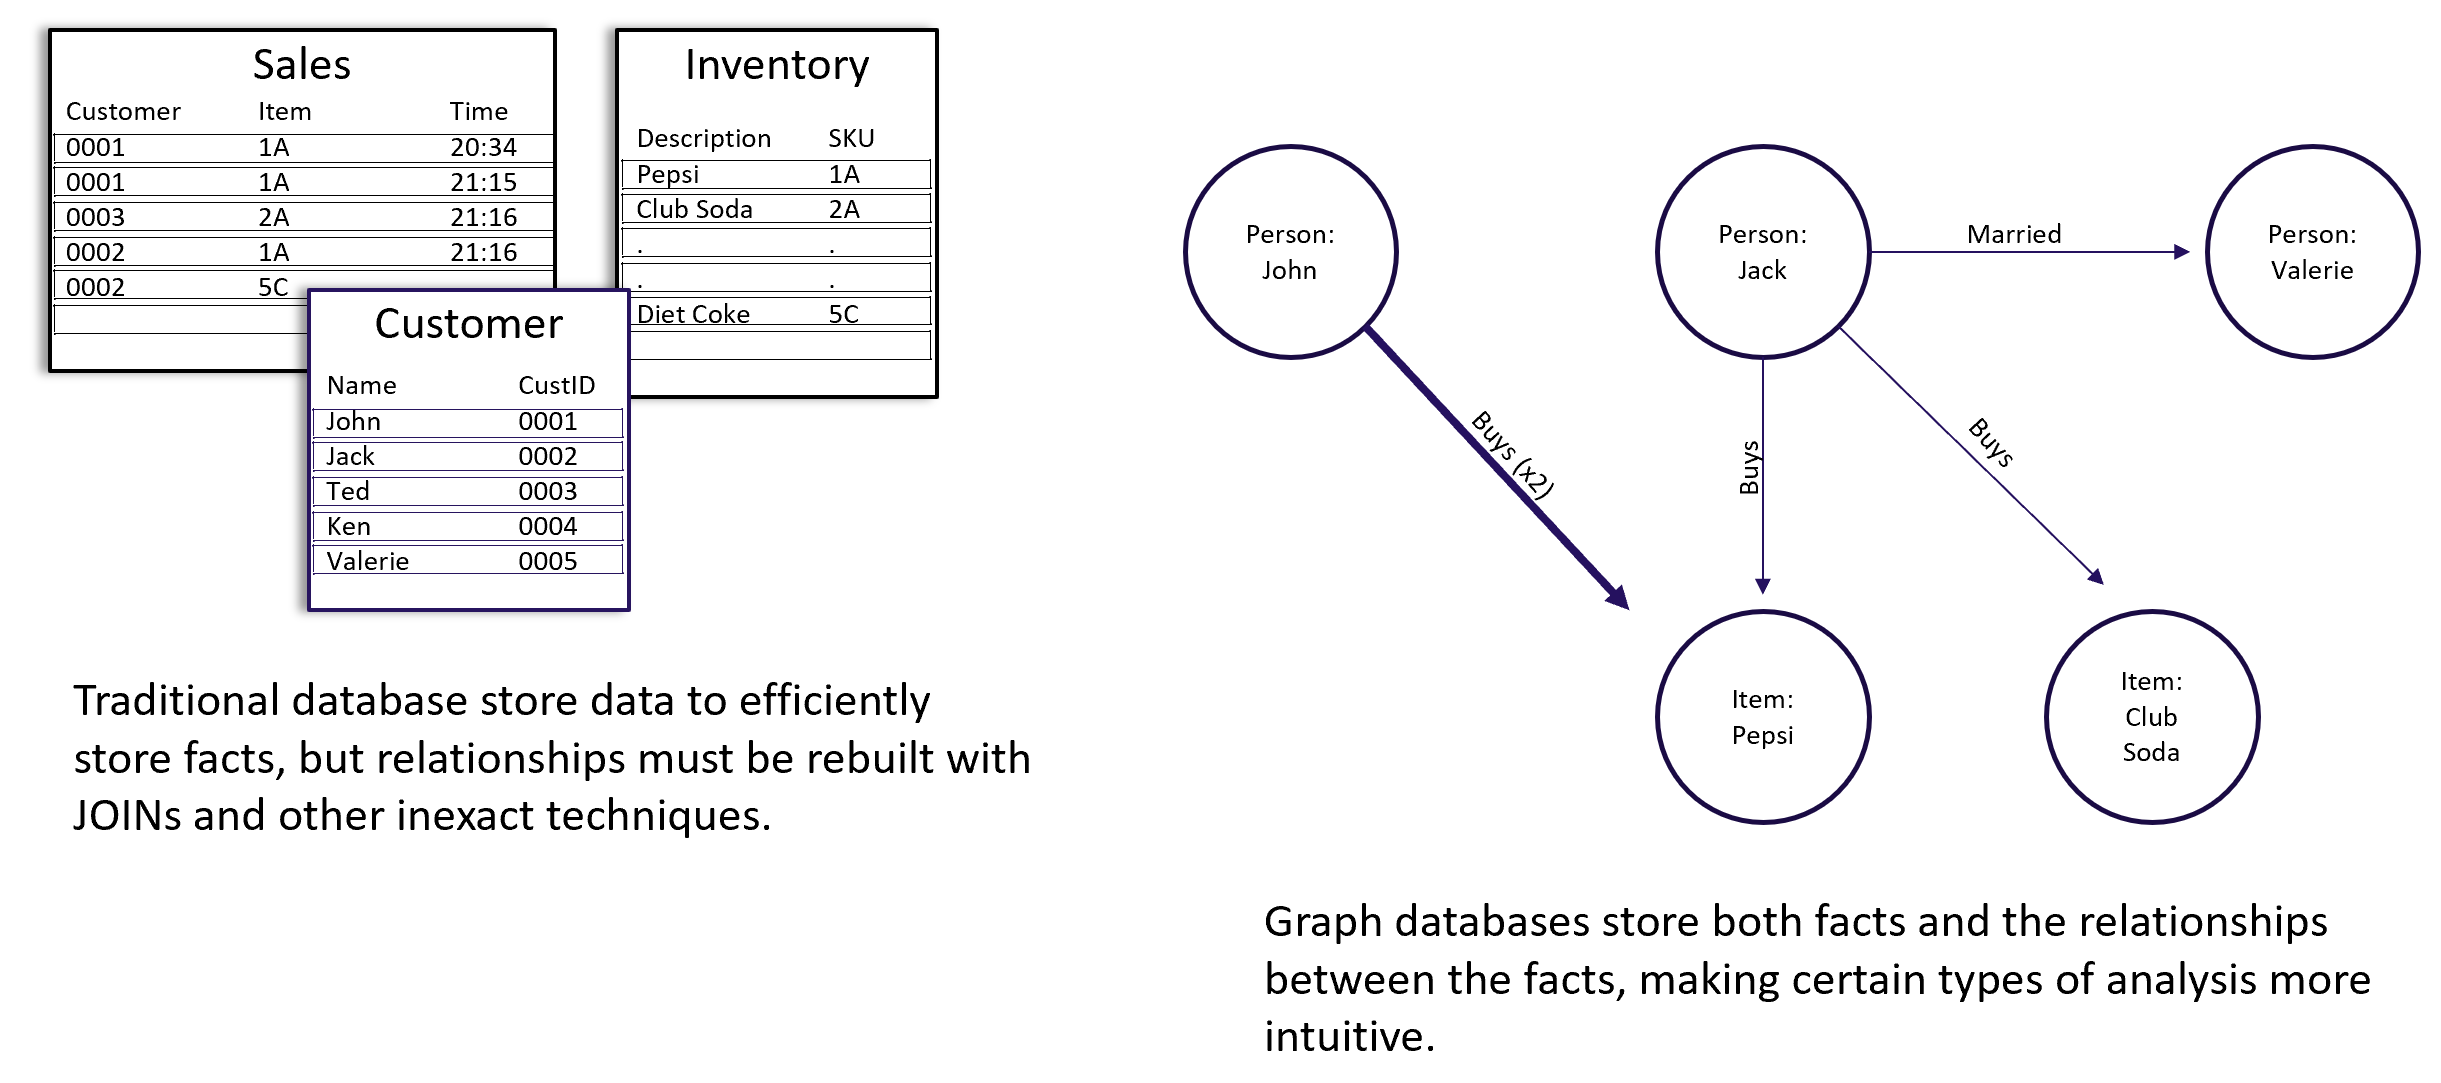 Sales
Customer Item Time
0001 1A 20:34
0001 1A 21:15
0003 2A 21:16
0002 1A 21:16
0002 5C
Inventory
Description SKU
Pepsi 1A
Club Soda 2A
. .
. .
Diet Coke 5C
Customer
Name CustID
John 0001
Jack 0002
Ted 0003
Ken 0004
Valerie 0005
Traditional database store data to efficiently
store facts, but relationships must be rebuilt with
JOINs and other inexact techniques.
Person:
John
Person:
Jack
Married
Person:
Valerie
Buys (x2)
Buys
Buys
Item:
Pepsi
Item:
Club
Soda
Graph databases store both facts and the relationships
between the facts, making certain types of analysis more
intuitive.